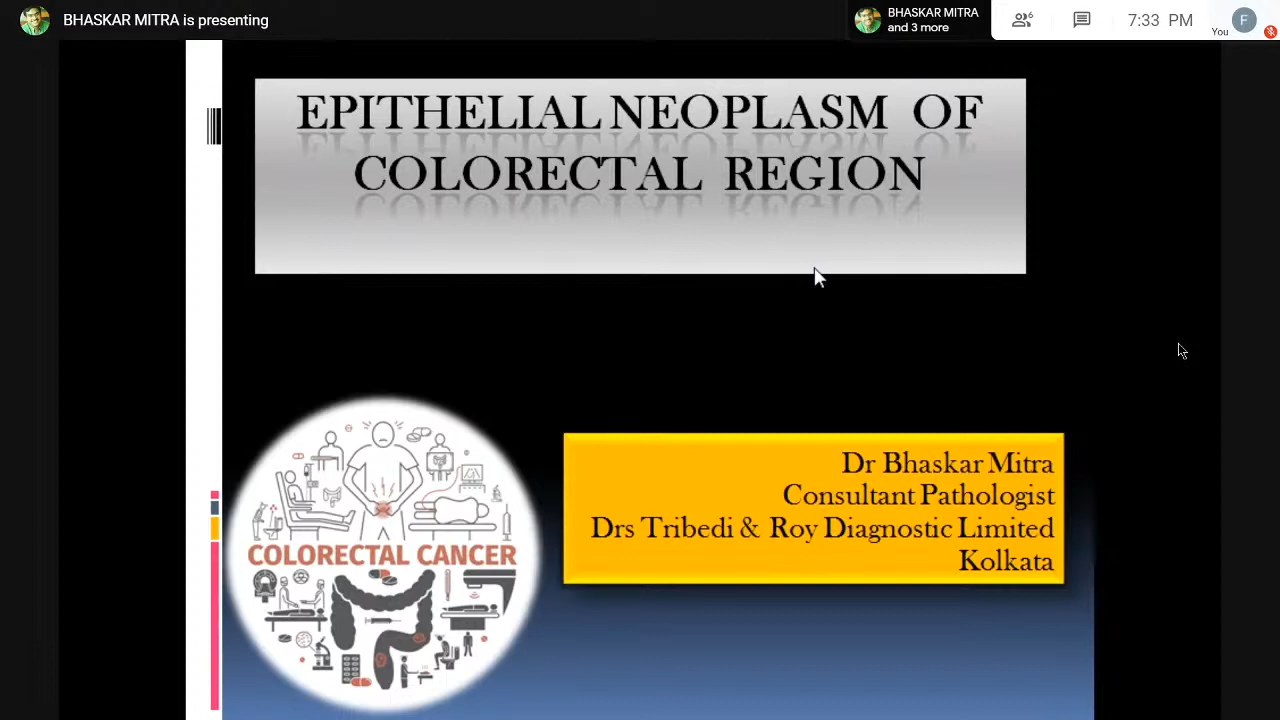 BHASKAR MITRA is presenting
BHASKAR MITRA
and 3 more
6
7:33 PM
You
F
EPITHELIAL NEOPLASM OF
COLORECTAL REGION
COLORECTAL CANCER
Dr Bhaskar Mitra
Consultant Pathologist
Drs Tribedi & Roy Diagnostic Limited
Kolkata